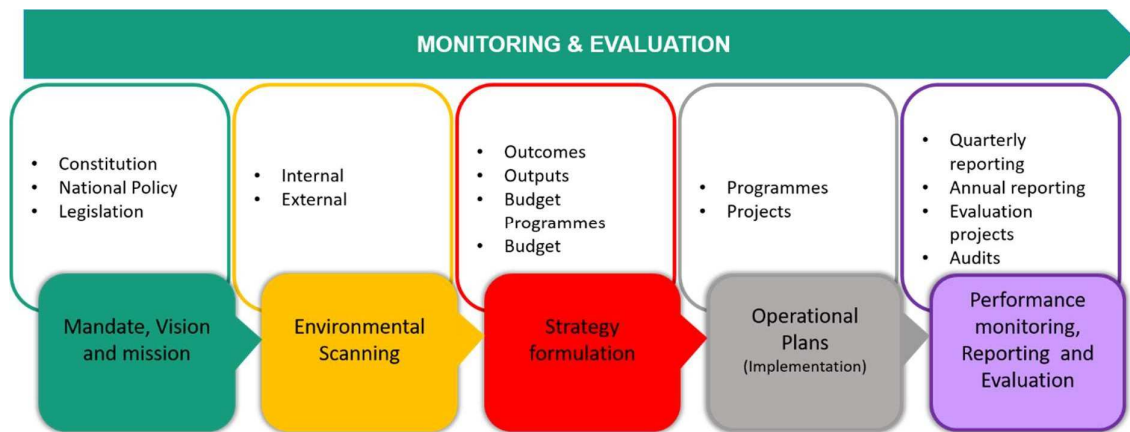 MONITORING & EVALUATION
• Constitution
• National Policy
• Legislation
Mandate, Vision
and mission
• Internal
• External
Environmental
Scanning
• Outcomes
• Outputs
• Budget
Programmes
• Budget
Strategy
formulation
• Programmes
• Projects
Operational
Plans
(Implementation)
• Quarterly
reporting
• Annual reporting
• Evaluation
projects
• Audits
Performance
monitoring,
Reporting and
Evaluation